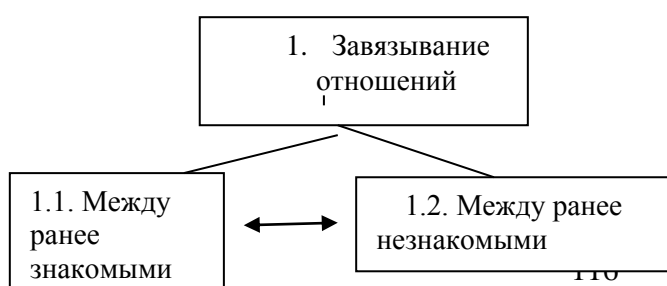 1. Завязывание
отношений
1.1. Между
ранее
знакомыми
1.2. Между ранее
незнакомыми